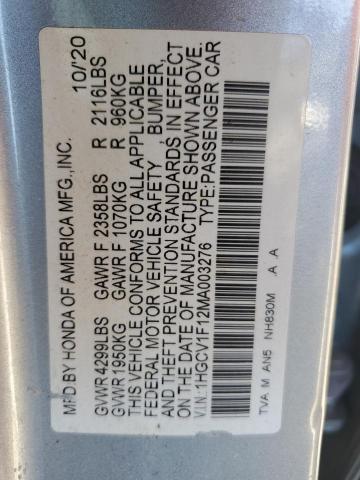 MFD BY HONDA OF AMERICA MFG.,INC. 10/'20
GVWR 4299LBS GAWR F 2358LBS R 2116LBS
GVWR 1950KG GAWR F 1070KG R 960KG
THIS VEHICLE CONFORMS TO ALL APPLICABLE
FEDERAL MOTOR VEHICLE SAFETY , BUMPER,
AND THEFT PREVENTION STANDARDS IN EFFECT
ON THE DATE OF MANUFACTURE SHOWN ABOVE.
V.I.N.: 1HGCV1F12MA003276 TYPE:PASSENGER CAR
TVA M AN5 NH830M A .A